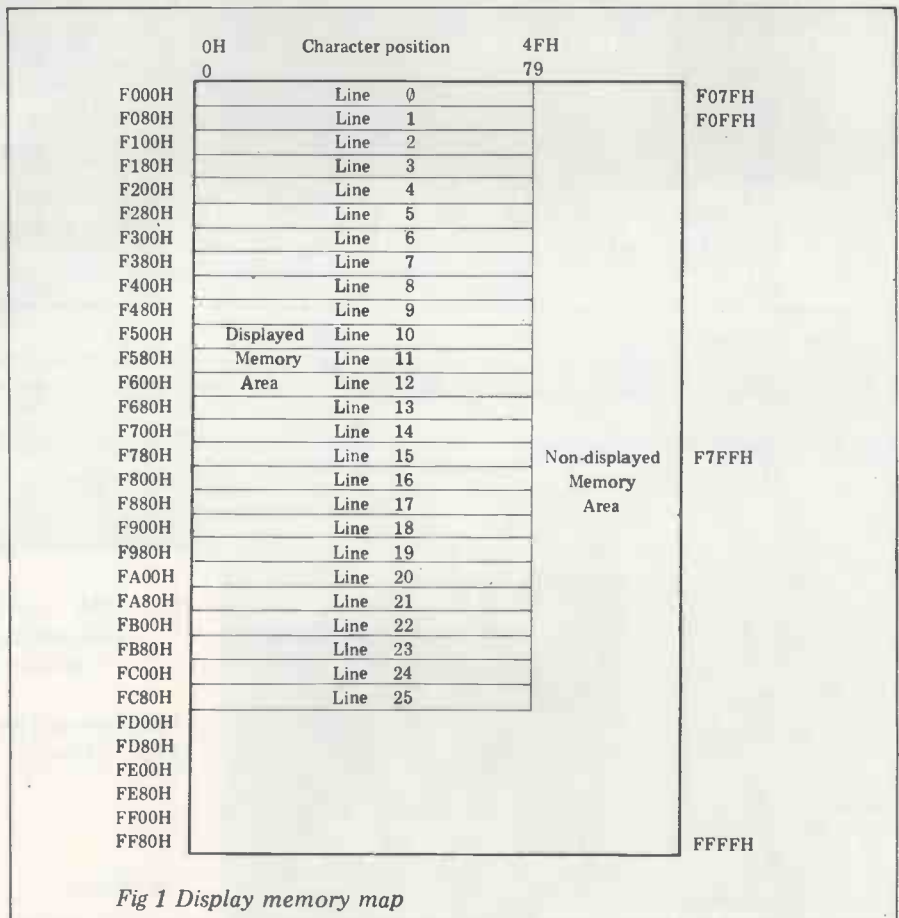 0H Character position 4FH
0 79
F000H Line 0 F07FH
F080H Line 1 F0FFH
F100H Line 2
F180H Line 3
F200H Line 4
F280H Line 5
F300H Line 6
F380H Line 7
F400H Line 8
F480H Line 9
F500H Displayed Line 10
F580H Memory Line 11
F600H Area Line 12
F680H Line 13
F700H Line 14
F780H Line 15 Non-displayed F7FFH
F800H Line 16 Memory
F880H Line 17 Area
F900H Line 18
F980H Line 19
FA00H Line 20
FA80H Line 21
FB00H Line 22
FB80H Line 23
FC00H Line 24
FC80H Line 25
FD00H
FD80H
FE00H
FE80H
FF00H
FF80H FFFFH
Fig 1 Display memory map